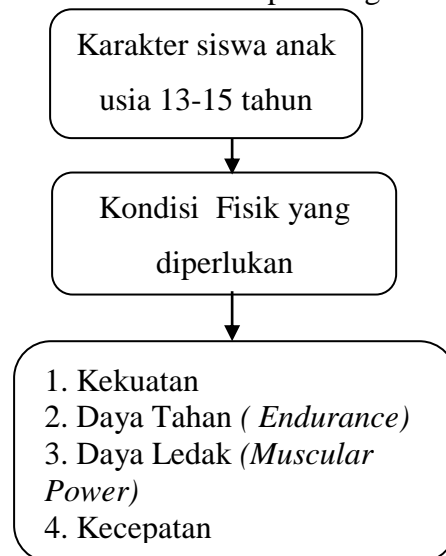 Karakter siswa anak
usia 13-15 tahun
Kondisi Fisik yang
diperlukan
1. Kekuatan
2. Daya Tahan ( Endurance)
3. Daya Ledak (Muscular
Power)
4. Kecepatan